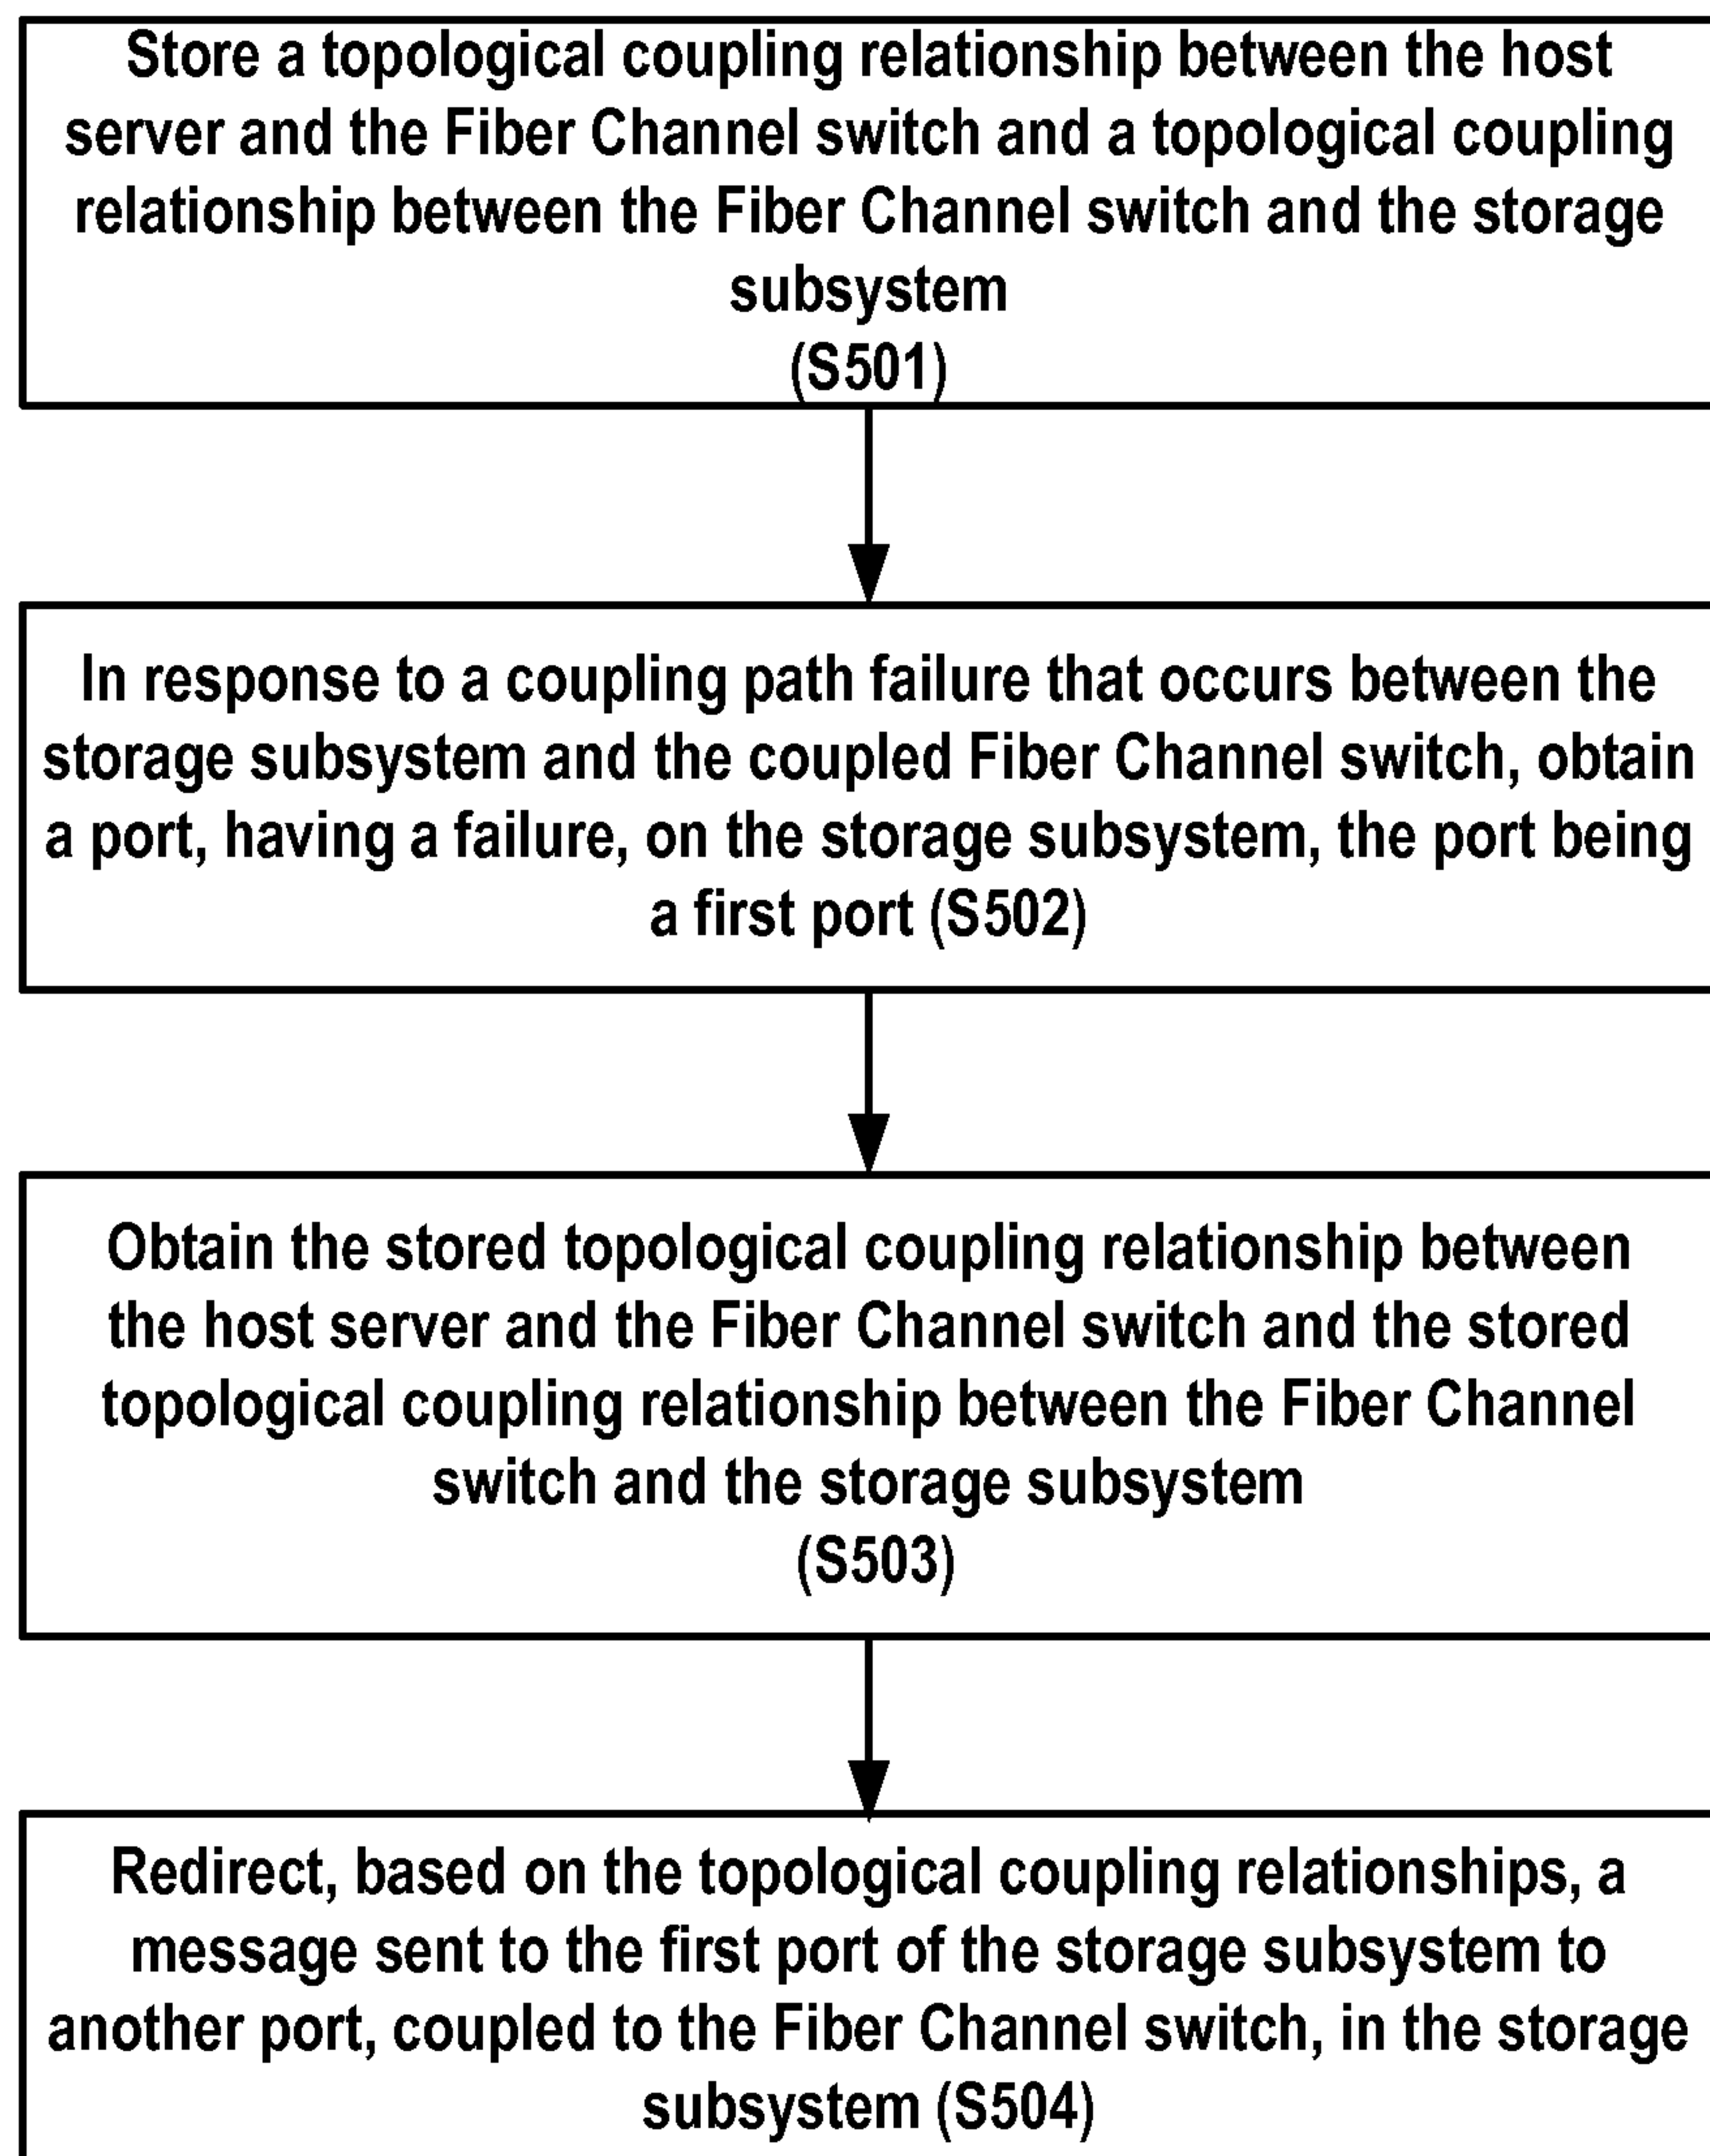 Store a topological coupling relationship between the host
server and the Fiber Channel switch and a topological coupling
relationship between the Fiber Channel switch and the storage
subsystem
(S501)
In response to a coupling path failure that occurs between the
storage subsystem and the coupled Fiber Channel switch, obtain
a port, having a failure, on the storage subsystem, the port being
a first port (S502)
Obtain the stored topological coupling relationship between
the host server and the Fiber Channel switch and the stored
topological coupling relationship between the Fiber Channel
switch and the storage subsystem
(S503)
Redirect, based on the topological coupling relationships, a
message sent to the first port of the storage subsystem to
another port, coupled to the Fiber Channel switch, in the storage
subsystem (S504)